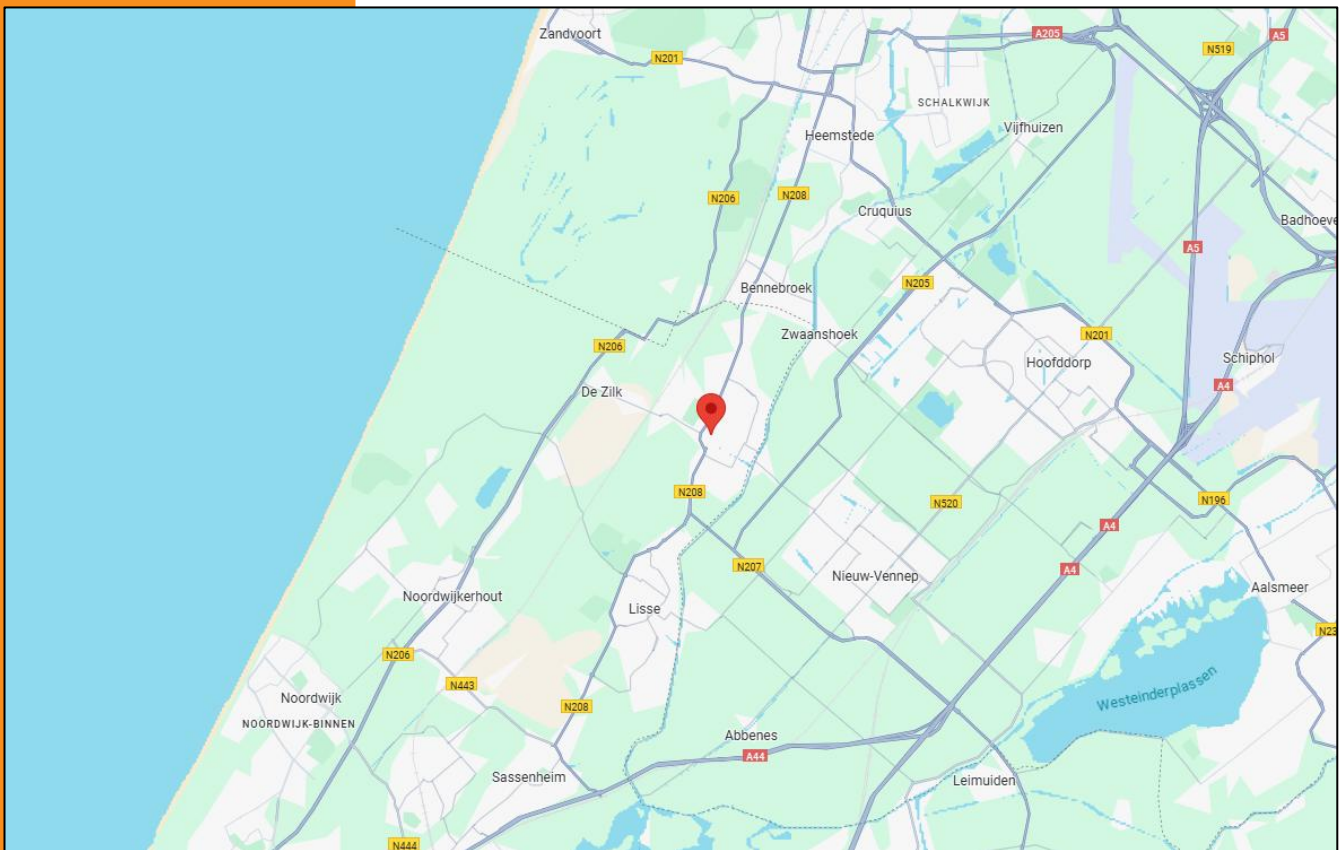 Zandvoort
A205
A5
N519
N201
SCHALKWIJK
Vijfhuizen
Heemstede
N206
N208
Cruquius
Badhoeve
A5
Bennebroek
N205
Zwaanshoek
N201
N206
Hoofddorp
Schiphol
A4
De Zilk
N208
N520
N196
A4
N207
A4
Nieuw-Vennep
Aalsmeer
Noordwijkerhout
Lisse
N23
N206
N443
Westeinderplassen
Noordwijk
N208
NOORDWIJK-BINNEN
Abbenes
A44
Sassenheim
Leimuiden
N444